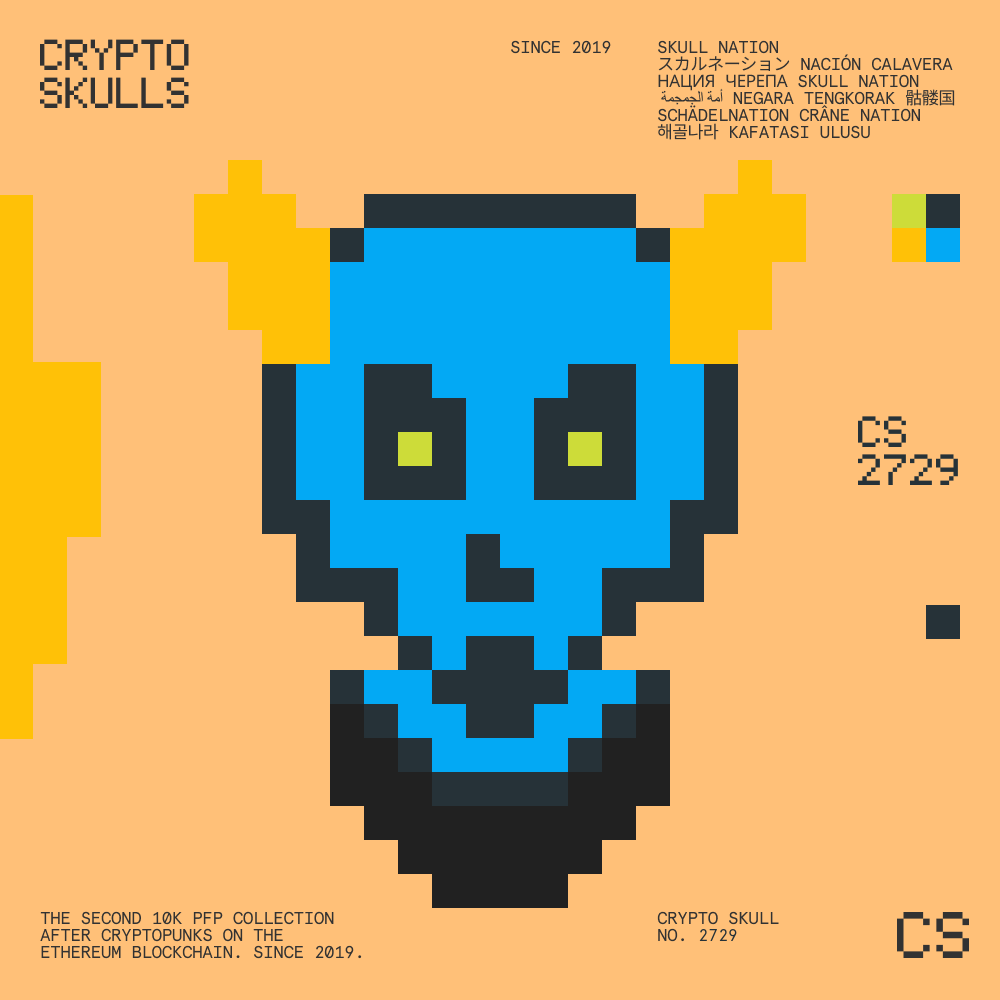 CRYPTO
SKULLS
SINCE 2019
SKULL NATION
スカルネーション NACIÓN CALAVERA
НАЦИЯ ЧЕРЕПА SKULL NATION
أمة الجمجمة NEGARA TENGKORAK 骷髅国
SCHÄDELNATION CRÂNE NATION
해골나라 KAFATASI ULUSU
CS
2729
THE SECOND 10K PFP COLLECTION
AFTER CRYPTOPUNKS ON THE
ETHEREUM BLOCKCHAIN. SINCE 2019.
CRYPTO SKULL
NO. 2729
CS